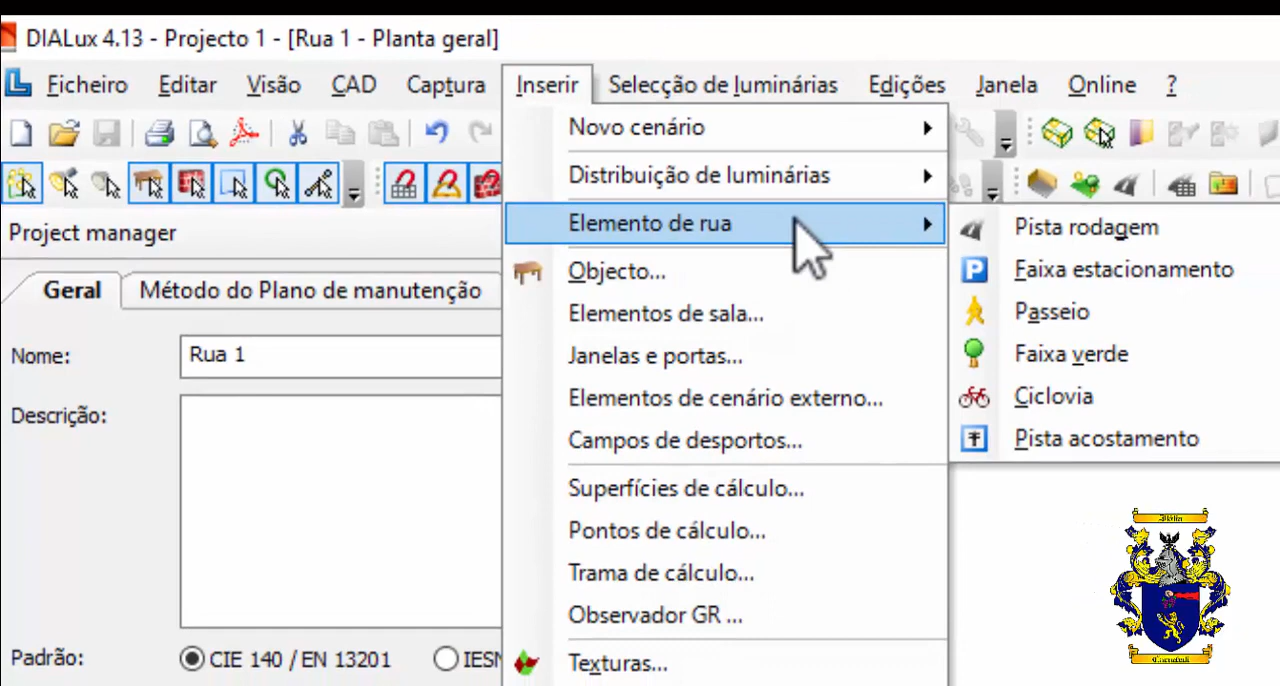 DIALux 4.13 - Projecto 1 - [Rua 1 - Planta geral]
Ficheiro Editar Visão CAD Captura Inserir Selecção de luminárias Edições Janela Online ?
Novo cenário
Distribuição de luminárias
Elemento de rua
Objecto...
Elementos de sala...
Janelas e portas...
Elementos de cenário externo...
Campos de desportos...
Superfícies de cálculo...
Pontos de cálculo...
Trama de cálculo...
Observador GR ...
Texturas...
Pista rodagem
Faixa estacionamento
Passeio
Faixa verde
Ciclovia
Pista acostamento
Project manager
Geral Método do Plano de manutenção
Nome: Rua 1
Descrição:
Padrão: CIE 140 / EN 13201 IESN